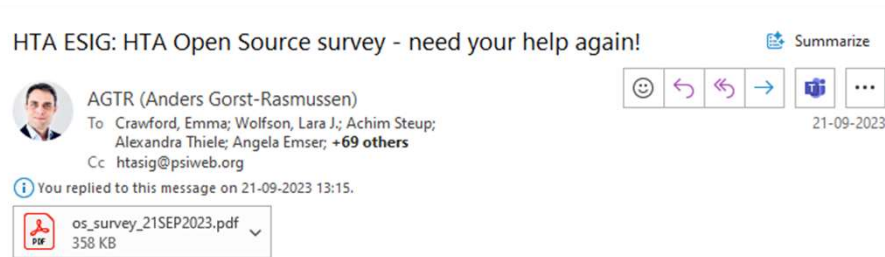 HTA ESIG: HTA Open Source survey - need your help again!
Summarize
AGTR (Anders Gorst-Rasmussen)
To Crawford, Emma; Wolfson, Lara J.; Achim Steup;
Alexandra Thiele; Angela Emser; +69 others
Cc htasig@psiweb.org
21-09-2023
You replied to this message on 21-09-2023 13:15.
os_survey_21SEP2023.pdf
PDF
358 KB